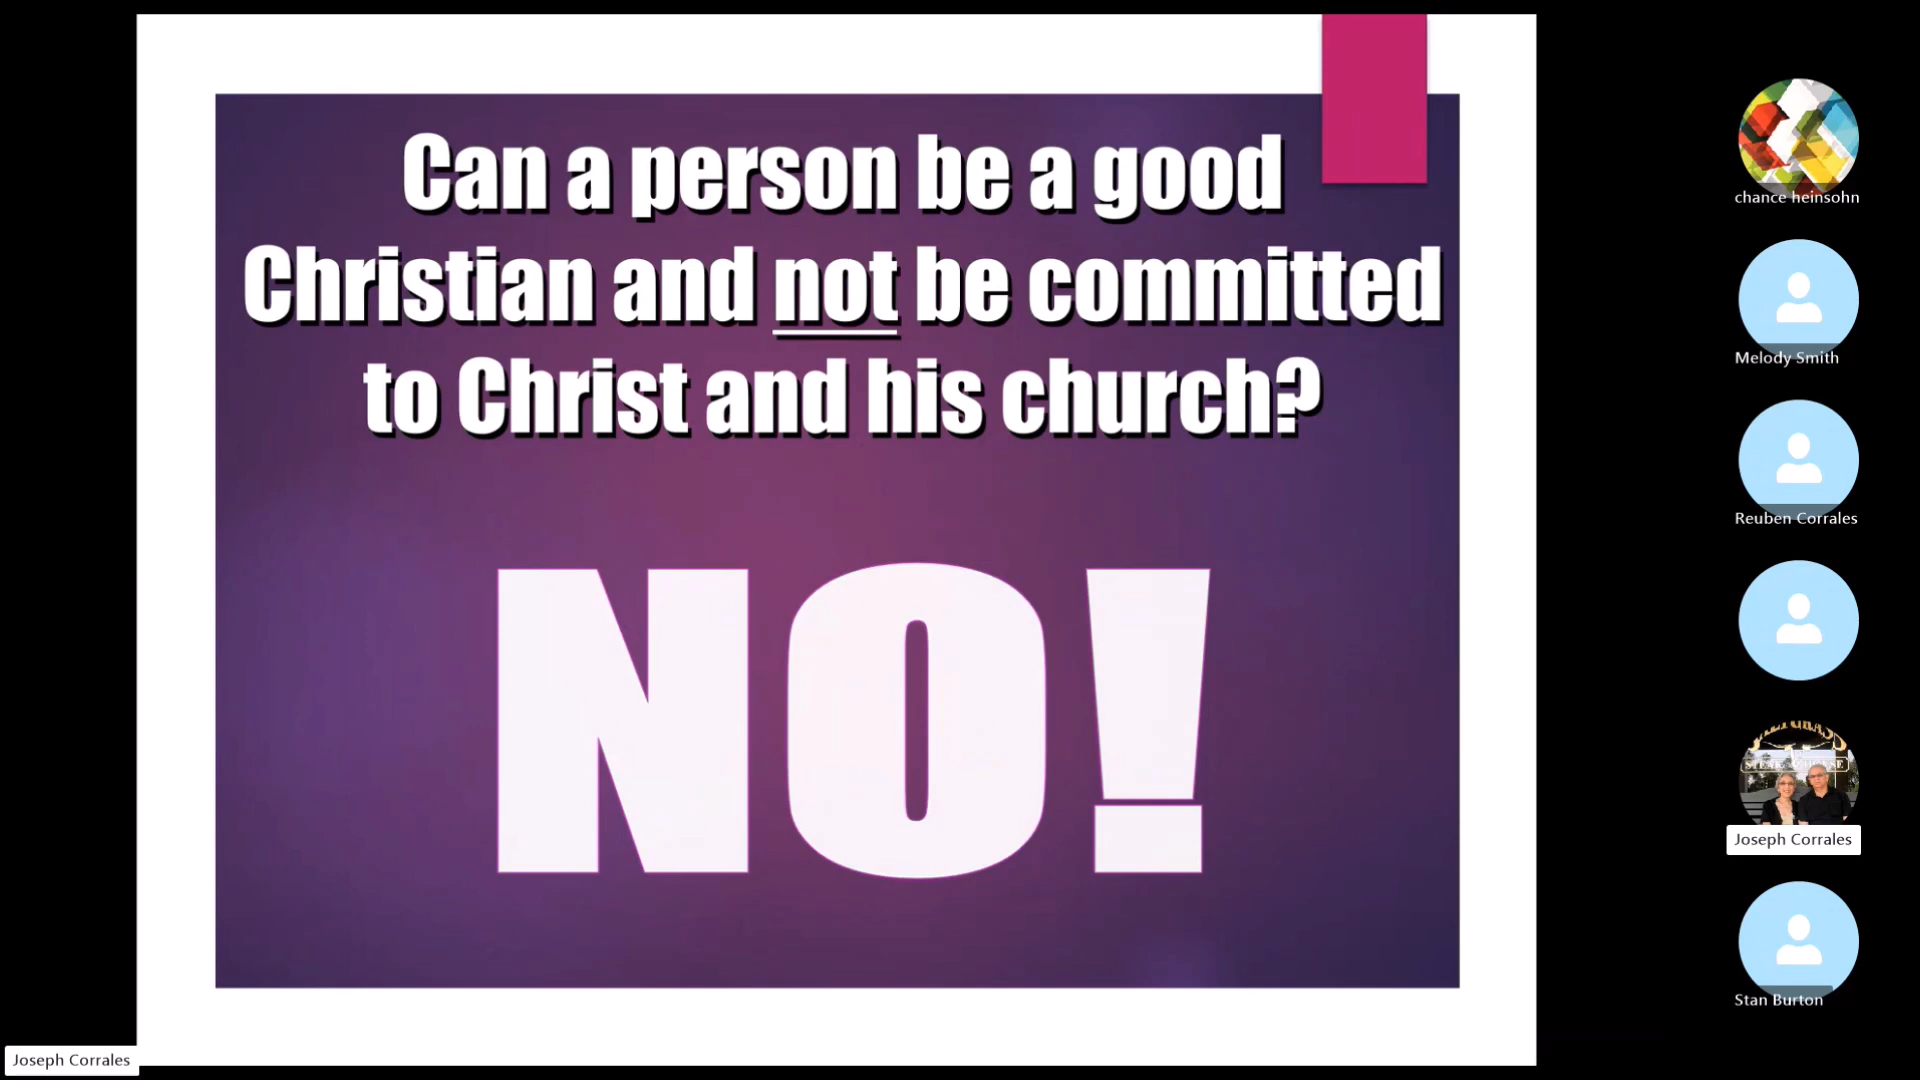 Can a person be a good
Christian and not be committed
to Christ and his church?
NO!
chance heinsohn
Melody Smith
Reuben Corrales
Joseph Corrales
Stan Burton
Joseph Corrales